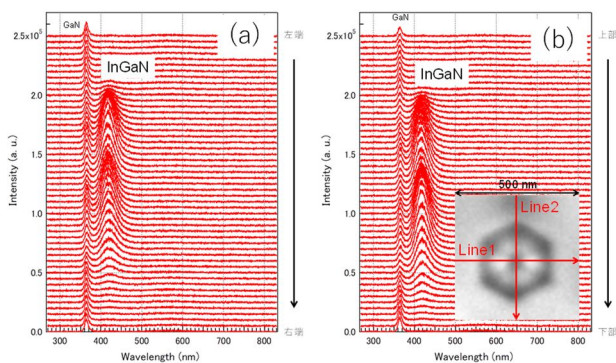 GaN
(a)
InGaN
左端
右端
2.5x10⁵
2.0
1.5
1.0
0.5
0.0
Intensity (a. u.)
300 400 500 600 700 800
Wavelength (nm)
GaN
(b)
InGaN
上部
下部
2.5x10⁵
2.0
1.5
1.0
0.5
0.0
Intensity (a. u.)
500 nm
Line2
Line1
300 400 500 600 700 800
Wavelength (nm)